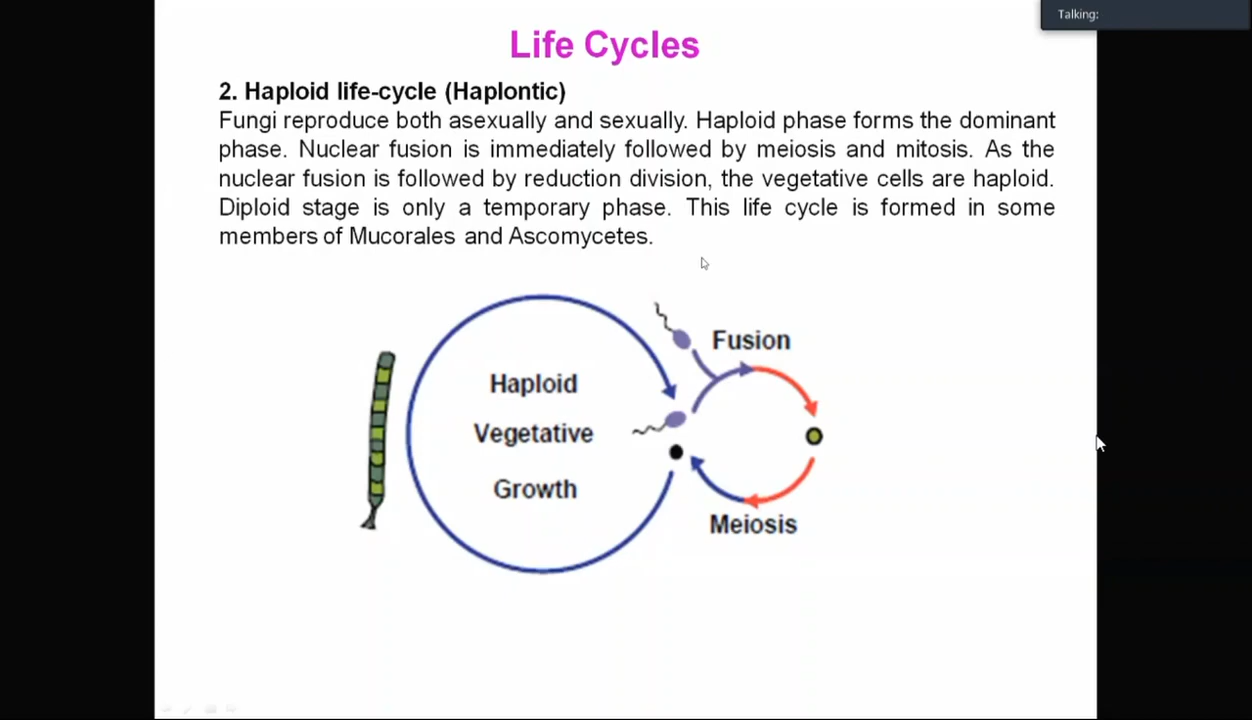 Talking:
Life Cycles
2. Haploid life-cycle (Haplontic)
Fungi reproduce both asexually and sexually. Haploid phase forms the dominant
phase. Nuclear fusion is immediately followed by meiosis and mitosis. As the
nuclear fusion is followed by reduction division, the vegetative cells are haploid.
Diploid stage is only a temporary phase. This life cycle is formed in some
members of Mucorales and Ascomycetes.
Fusion
Haploid
Vegetative
Growth
Meiosis